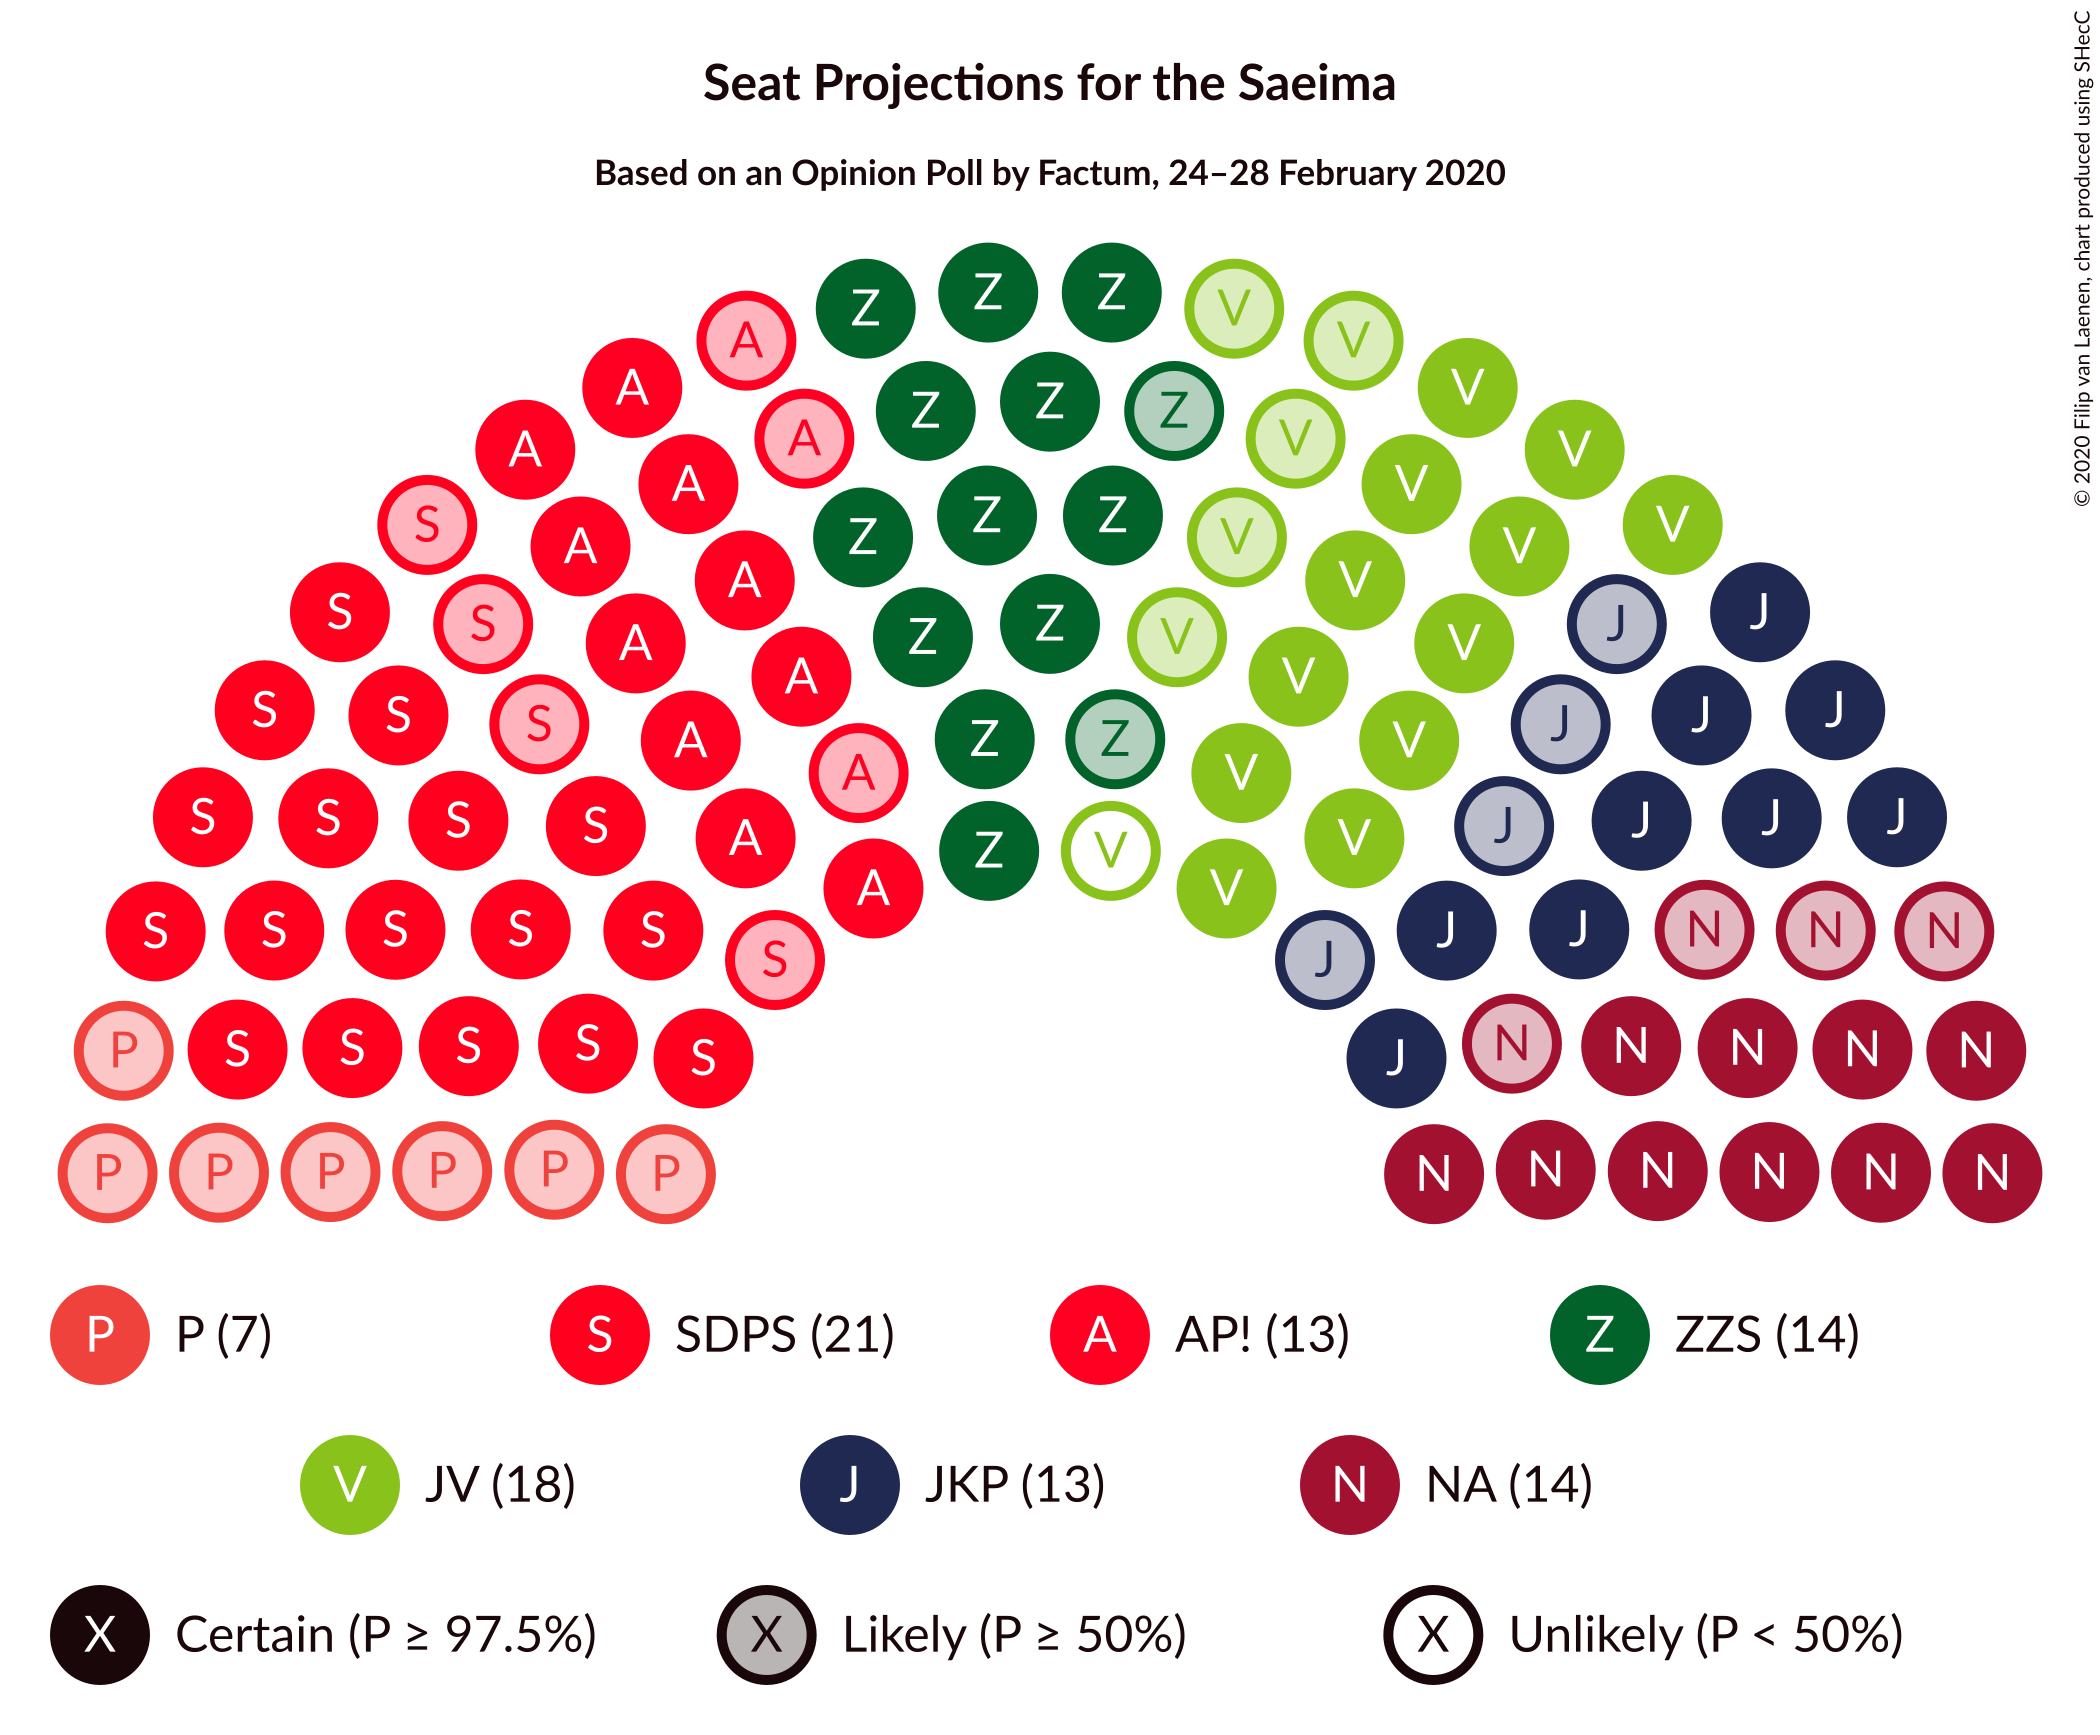 Seat Projections for the Saeima
Based on an Opinion Poll by Factum, 24–28 February 2020
© 2020 Filip van Laenen, chart produced using SHecC
Z Z
Z V
A V
A V
Z
Z Z
A A V V
A V
S A A V V
Z Z
Z V
A A V V
S S Z J J
Z V
A A V V
S S A V J J
S S A Z Z V J J
A V
S S S S A V J J J J
Z V
A V
S S S S S J J N N N
S J
P S S S S N N N N N
S J
P P P P P P N N N N N N
P P (7) S SDPS (21) A AP! (13) Z ZZS (14)
V JV (18) J JKP (13) N NA (14)
X Certain (P ≥ 97.5%) X Likely (P ≥ 50%) X Unlikely (P < 50%)